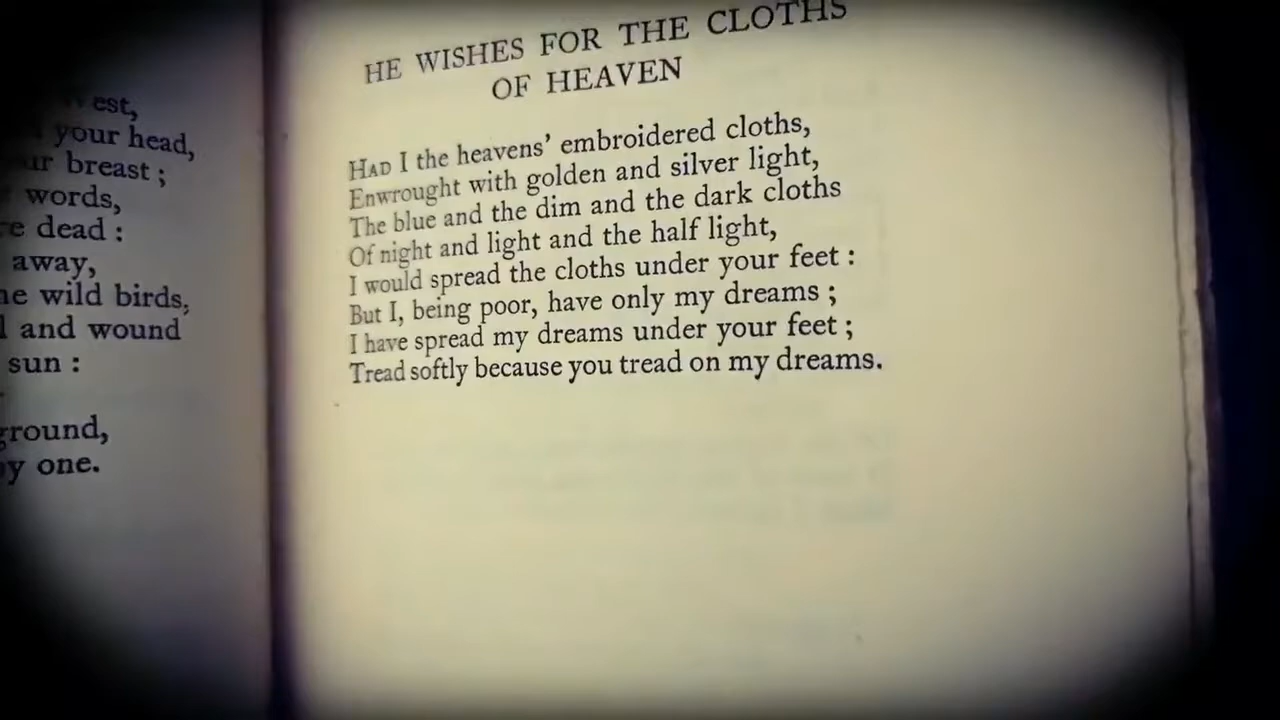 est,
your head,
breast ;
words,
dead :
away,
wild birds,
and wound
sun :
ground,
one.
HE WISHES FOR THE CLOTHS
OF HEAVEN
HAD I the heavens’ embroidered cloths,
Enwrought with golden and silver light,
The blue and the dim and the dark cloths
Of night and light and the half light,
I would spread the cloths under your feet :
But I, being poor, have only my dreams ;
I have spread my dreams under your feet ;
Tread softly because you tread on my dreams.